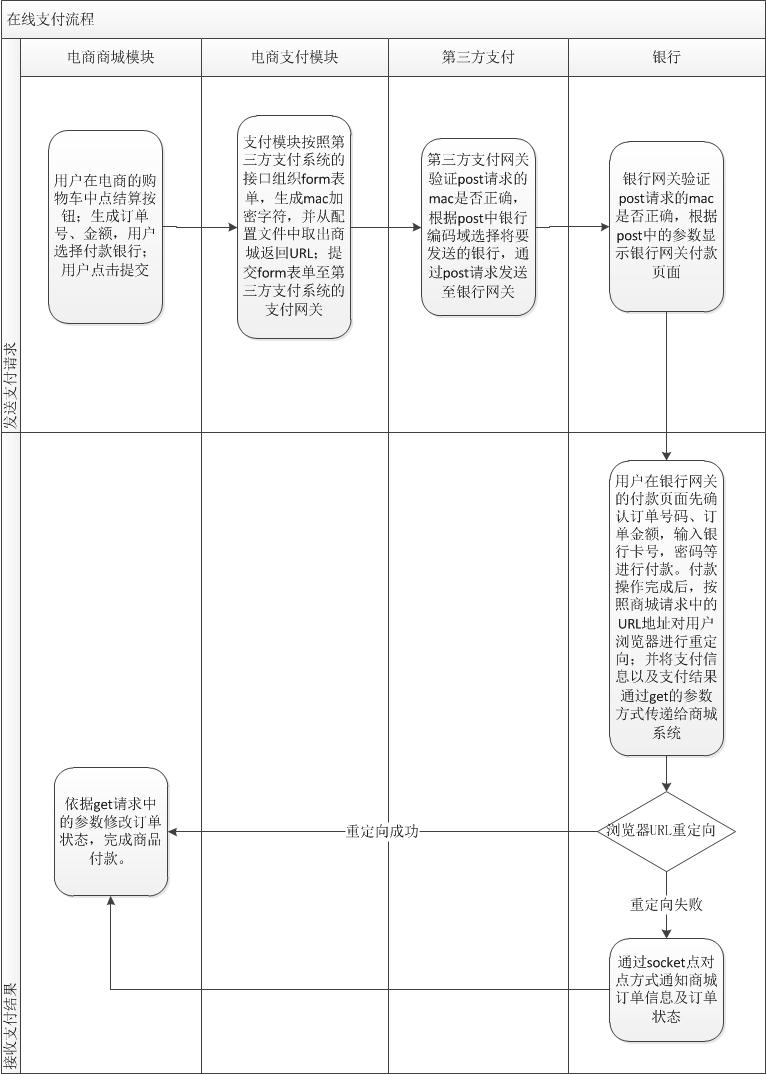 在线支付流程
电商商城模块
电商支付模块
第三方支付
银行
发送支付请求
用户在电商的购
物车中点结算按
钮；生成订单
号、金额，用户
选择付款银行；
用户点击提交
支付模块按照第
三方支付系统的
接口组织form表
单，生成mac加
密字符，并从配
置文件中取出商
城返回URL；提
交form表单至第
三方支付系统的
支付网关
第三方支付网关
验证post请求的
mac是否正确，
根据post中银行
编码域选择将要
发送的银行，通
过post请求发送
至银行网关
银行网关验证
post请求的mac
是否正确，根据
post中的参数显
示银行网关付款
页面
接收支付结果
用户在银行网关
的付款页面先确
认订单号码、订
单金额，输入银
行卡号，密码等
进行付款。付款
操作完成后，按
照商城请求中的
URL地址对用户
浏览器进行重定
向；并将支付信
息以及支付结果
通过get的参数
方式传递给商城
系统
浏览器URL重定向
重定向成功
依据get请求中
的参数修改订单
状态，完成商品
付款。
重定向失败
通过socket点对
点方式通知商城
订单信息及订单
状态